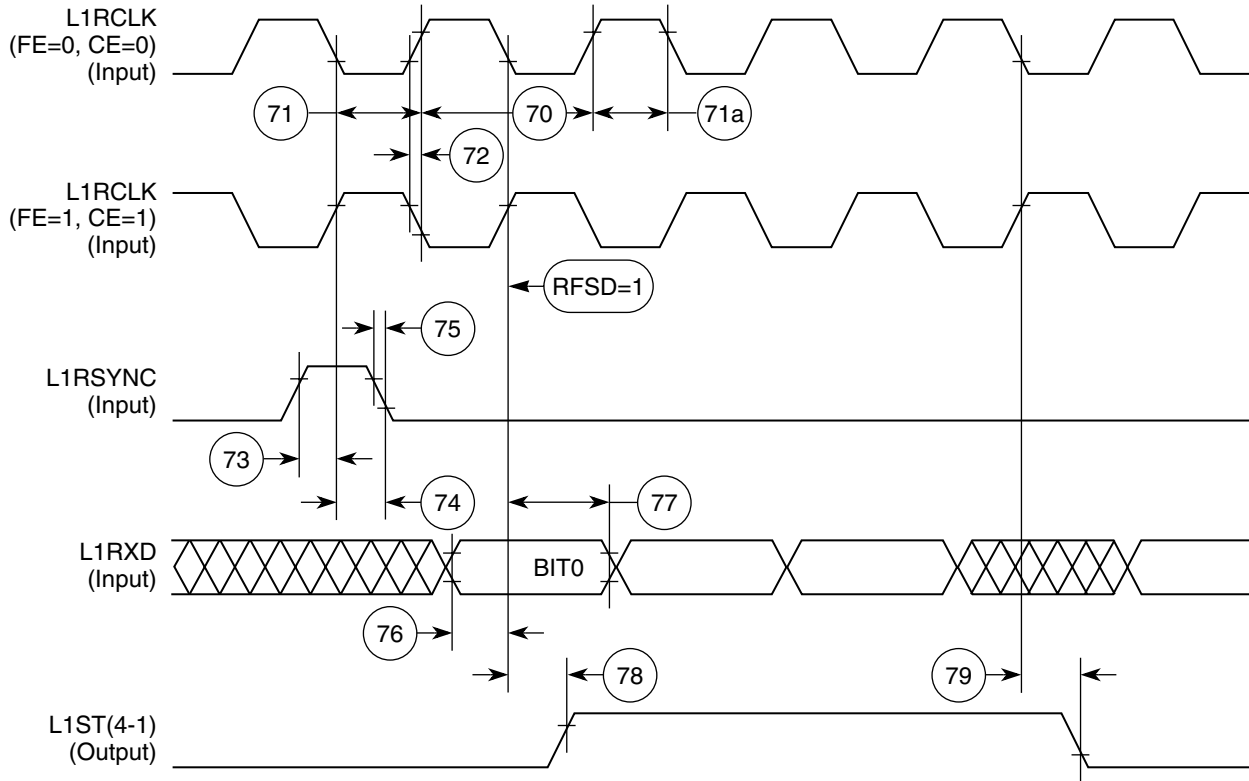 L1RCLK
(FE=0, CE=0)
(Input)
71
70
71a
72
L1RCLK
(FE=1, CE=1)
(Input)
RFSD=1
75
L1RSYNC
(Input)
73
74
77
L1RXD
(Input)
BIT0
76
78
79
L1ST(4-1)
(Output)